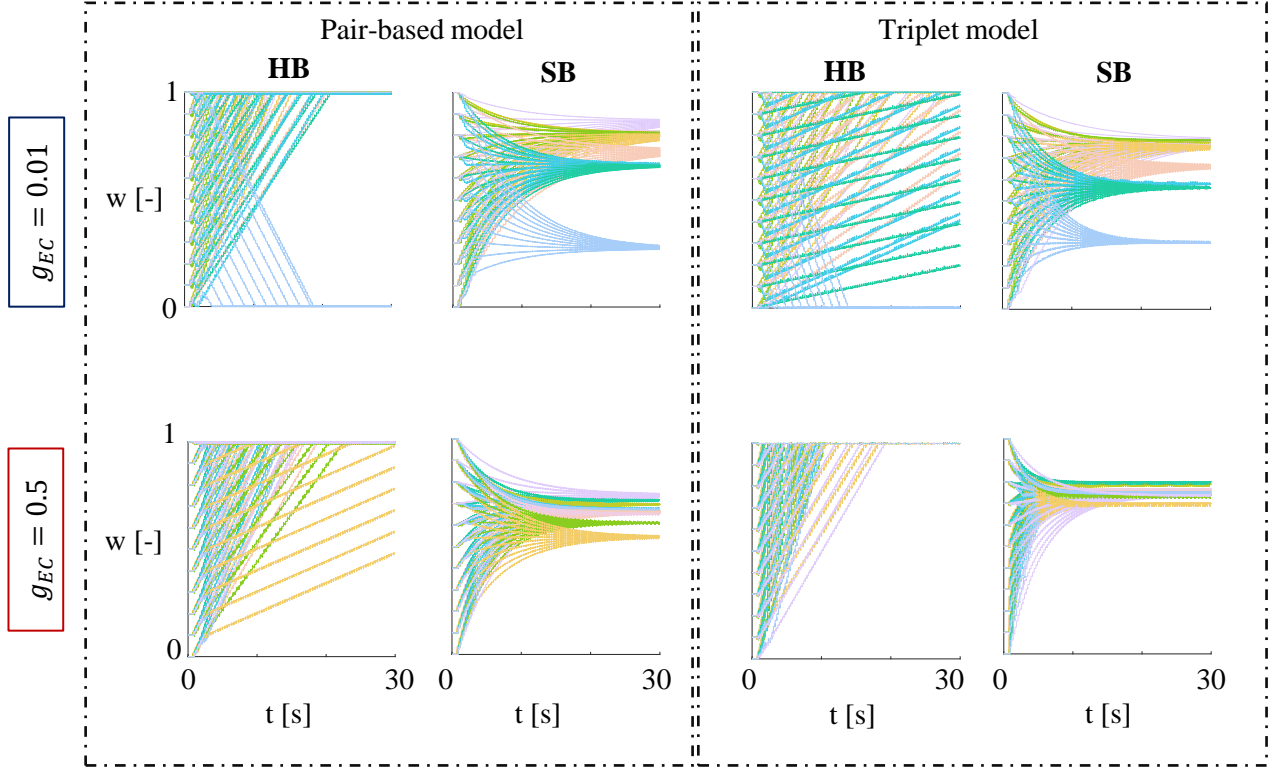 Pair-based model
Triplet model
HB
SB
HB
SB
1
w [-]
0
g_EC = 0.01
1
w [-]
0
g_EC = 0.5
0
30
0
30
0
30
0
30
t [s]
t [s]
t [s]
t [s]